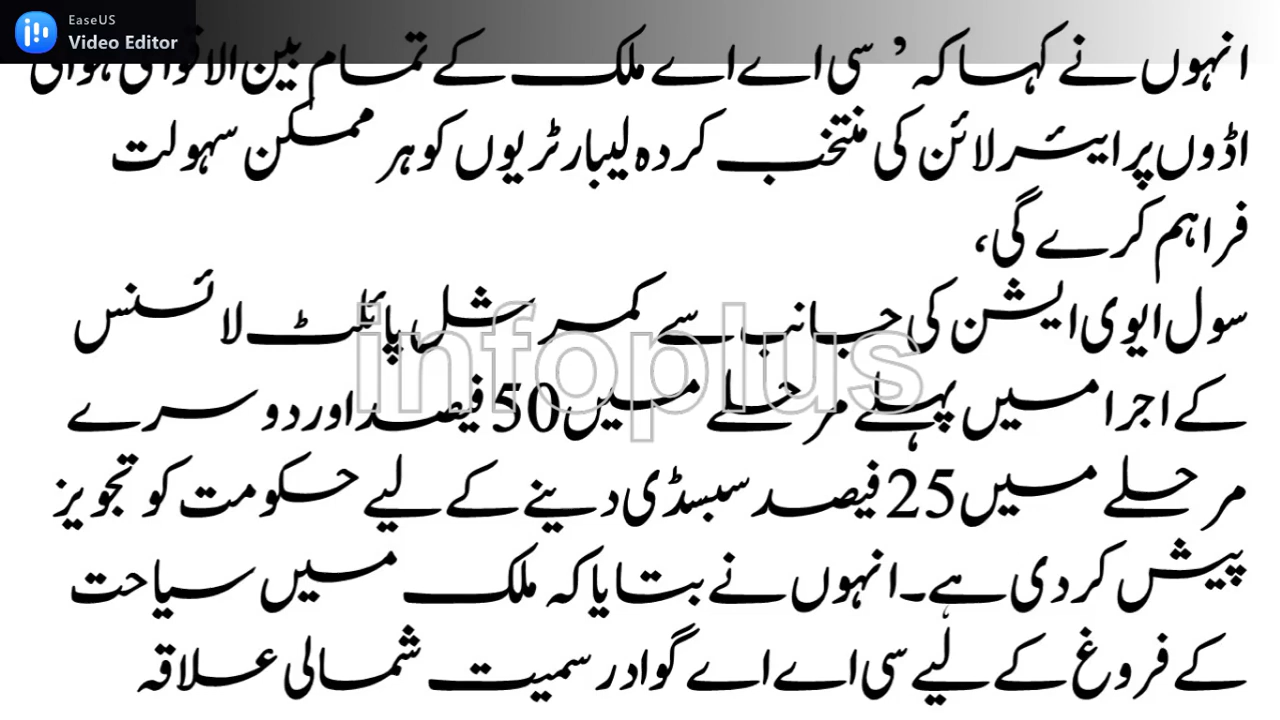 EaseUS
Video Editor
انہوں نے کہا کہ ’ سی اے اے ملک کے تمام بین الاقوامی ہوائی
اڈوں پر ایئر لائن کی منتخب کردہ لیبارٹریوں کو ہر ممکن سہولت
فراہم کرے گی،
سول ایوی ایشن کی جانب سے کمرشل پائلٹ لائسنس
کے اجرا میں پہلے مرحلے میں 50 فیصد اور دوسرے
مرحلے میں 25 فیصد سبسڈی دینے کے لیے حکومت کو تجویز
پیش کر دی ہے۔ انہوں نے بتایا کہ ملک میں سیاحت
کے فروغ کے لیے سی اے اے گوادر سمیت شمالی علاقہ
infoplus